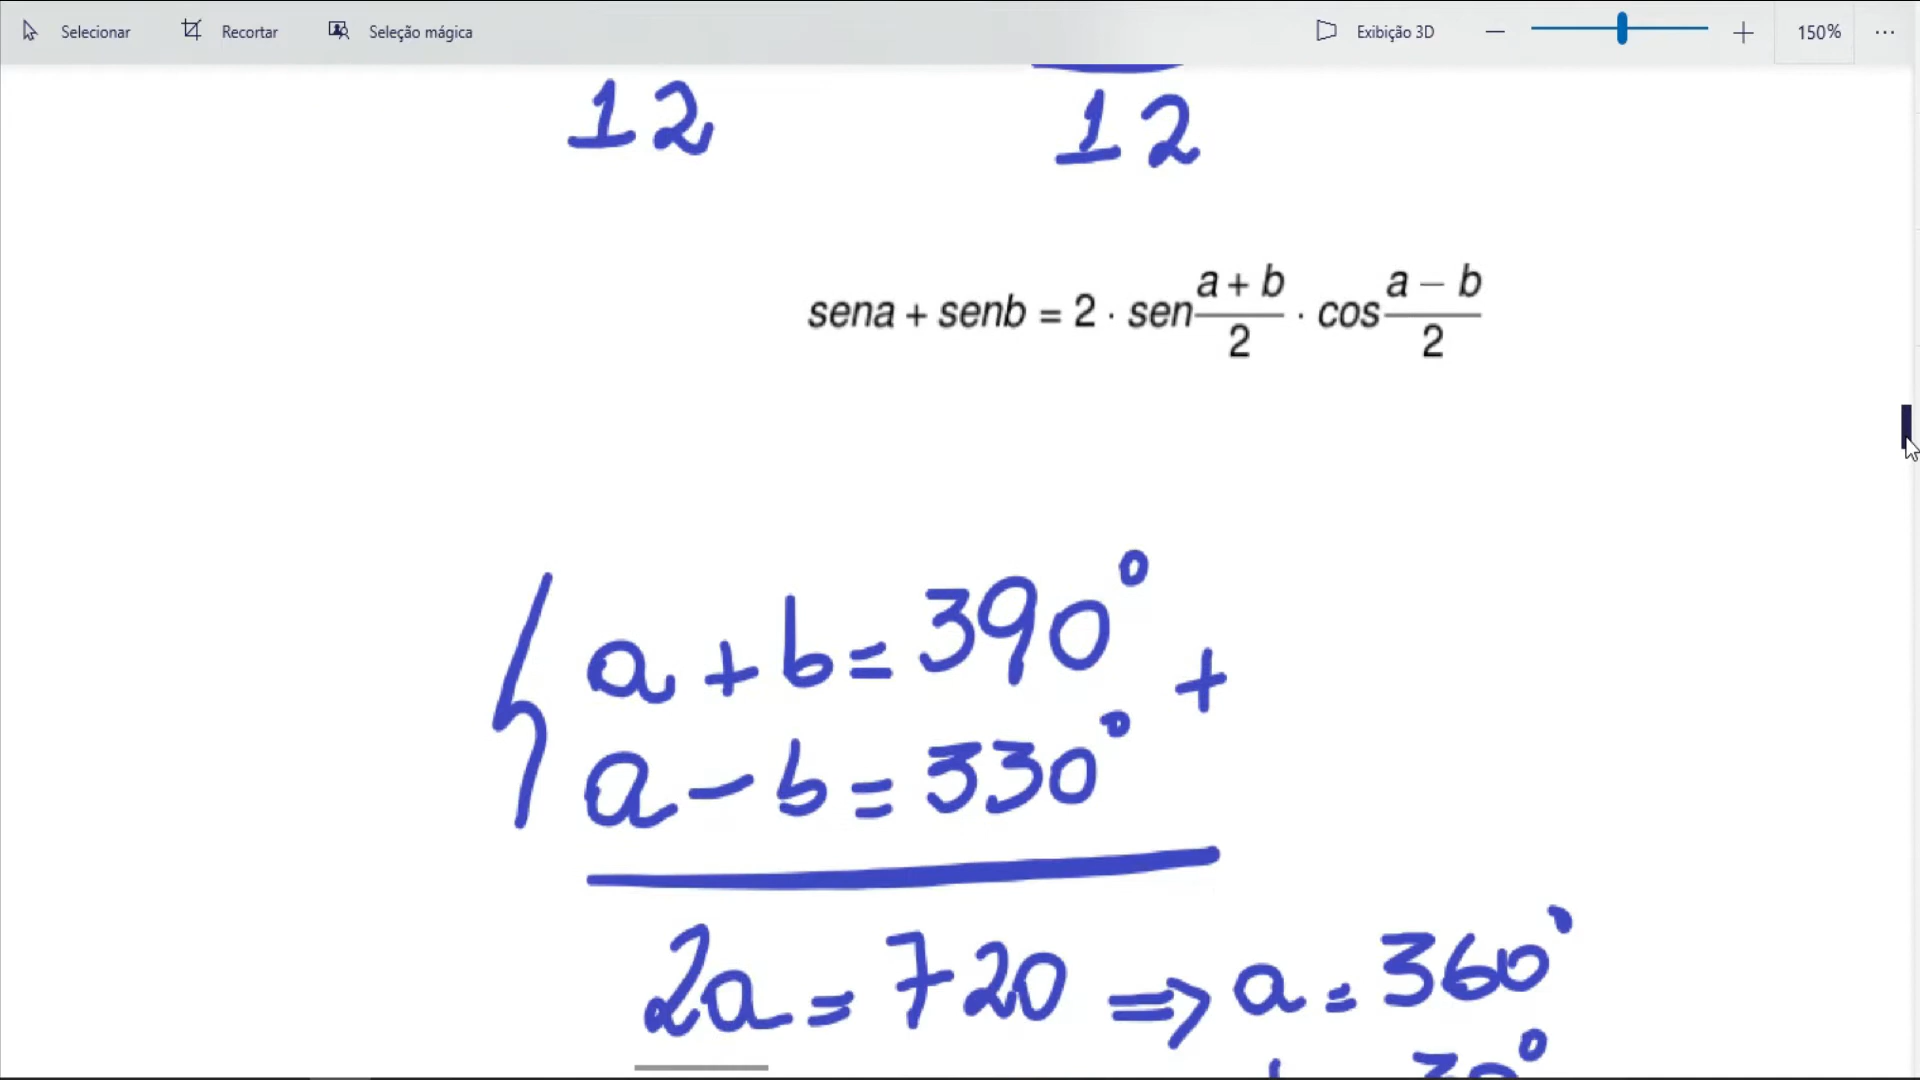 Selecionar Recortar Seleção mágica Exibição 3D 150%
12 12
sena + senb = 2 · sen (a + b)/2 · cos (a − b)/2
a + b = 390° +
a − b = 330°
2a = 720 ⇒ a = 360°